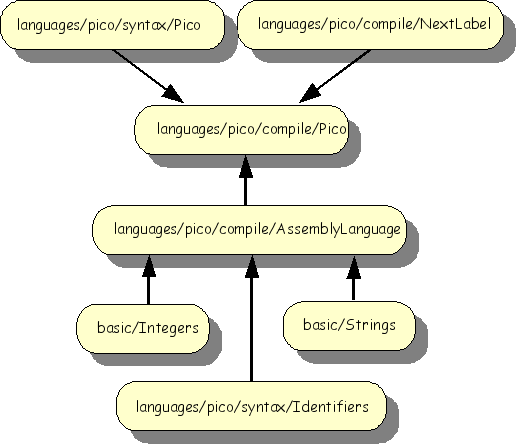 languages/pico/syntax/Pico
languages/pico/compile/NextLabel
languages/pico/compile/Pico
languages/pico/compile/AssemblyLanguage
basic/Integers
basic/Strings
languages/pico/syntax/Identifiers